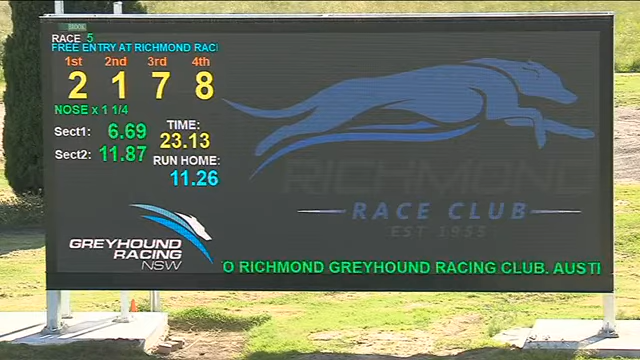 RACE 5
FREE ENTRY AT RICHMOND RACI
1st 2nd 3rd 4th
2 1 7 8
NOSE x 1 1/4
Sect1: 6.69
Sect2: 11.87
TIME:
23.13
RUN HOME:
11.26
GREYHOUND
RACING
NSW
RICHMOND
RACE CLUB
EST 1955
O RICHMOND GREYHOUND RACING CLUB. AUSTI